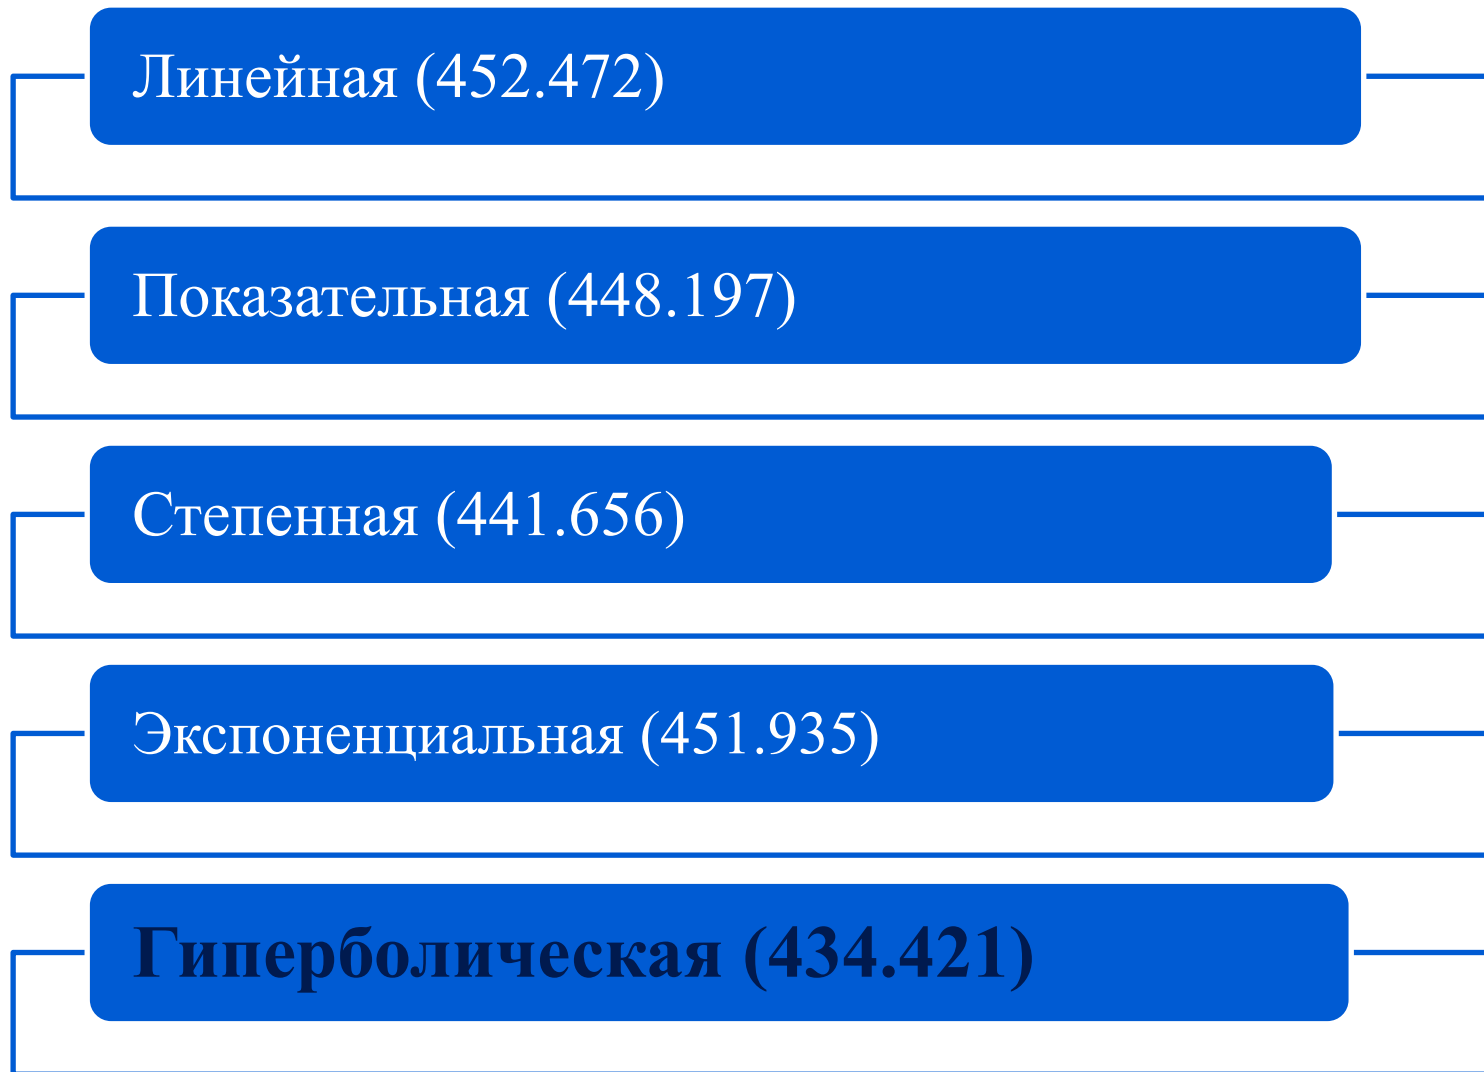 Линейная (452.472)
Показательная (448.197)
Степенная (441.656)
Экспоненциальная (451.935)
Гиперболическая (434.421)